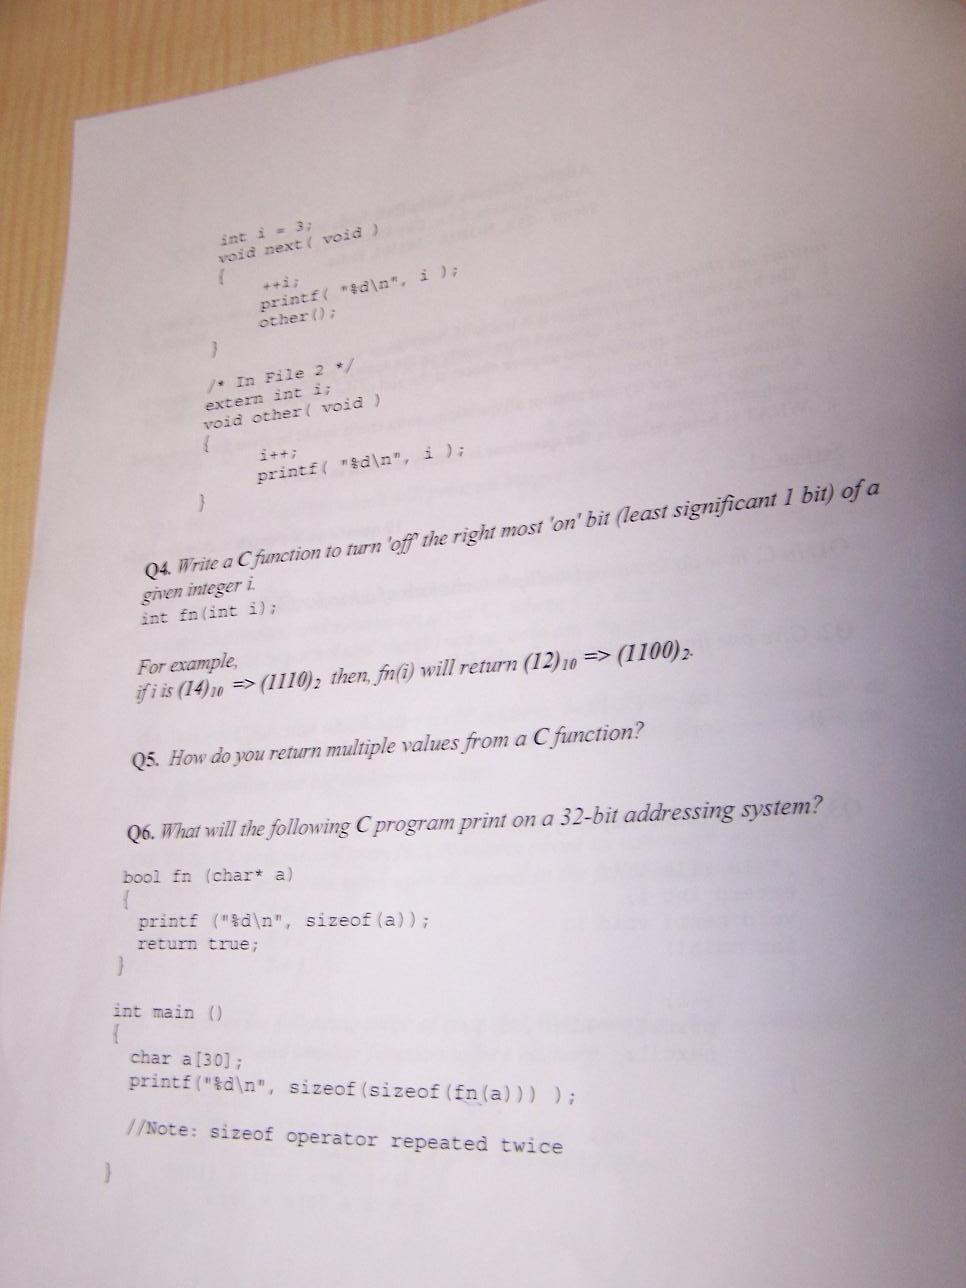 int i = 3;
void next( void )
{
++i;
printf( "%d\n", i );
other();
}
/* In File 2 */
extern int i;
void other( void )
{
i++;
printf( "%d\n", i );
}
Q4. Write a C function to turn 'off' the right most 'on' bit (least significant 1 bit) of a
given integer i.
int fn(int i);
For example,
if i is (14)10 => (1110)2 then, fn(i) will return (12)10 => (1100)2.
Q5. How do you return multiple values from a C function?
Q6. What will the following C program print on a 32-bit addressing system?
bool fn (char* a)
{
printf ("%d\n", sizeof(a));
return true;
}
int main ()
{
char a[30];
printf("%d\n", sizeof(sizeof(fn(a))) );
//Note: sizeof operator repeated twice
}